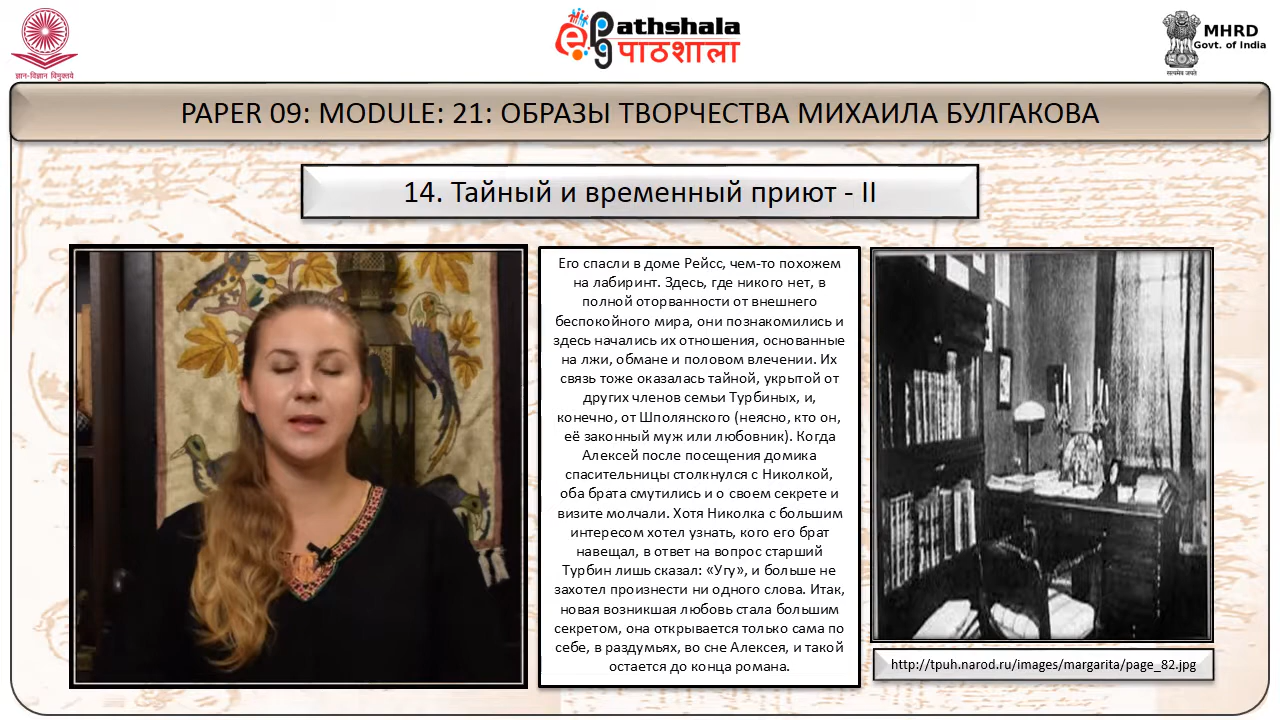 ज्ञान-विज्ञान विमुक्तये
ePg Pathshala
पाठशाला
MHRD
Govt. of India
सत्यमेव जयते
PAPER 09: MODULE: 21: ОБРАЗЫ ТВОРЧЕСТВА МИХАИЛА БУЛГАКОВА
14. Тайный и временный приют - II
Его спасли в доме Рейсс, чем-то похожем
на лабиринт. Здесь, где никого нет, в
полной оторванности от внешнего
беспокойного мира, они познакомились и
здесь начались их отношения, основанные
на лжи, обмане и половом влечении. Их
связь тоже оказалась тайной, укрытой от
других членов семьи Турбиных, и,
конечно, от Шполянского (неясно, кто он,
её законный муж или любовник). Когда
Алексей после посещения домика
спасительницы столкнулся с Николкой,
оба брата смутились и о своем секрете и
визите молчали. Хотя Николка с большим
интересом хотел узнать, кого его брат
навещал, в ответ на вопрос старший
Турбин лишь сказал: «Угу», и больше не
захотел произнести ни одного слова. Итак,
новая возникшая любовь стала большим
секретом, она открывается только сама по
себе, в раздумьях, во сне Алексея, и такой
остается до конца романа.
http://tpuh.narod.ru/images/margarita/page_82.jpg